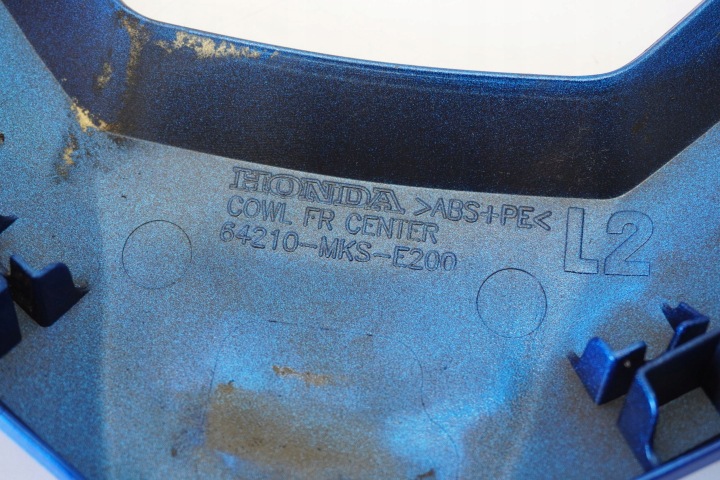 HONDA >ABS+PE<
COWL FR CENTER
64210-MKS-E200
L2